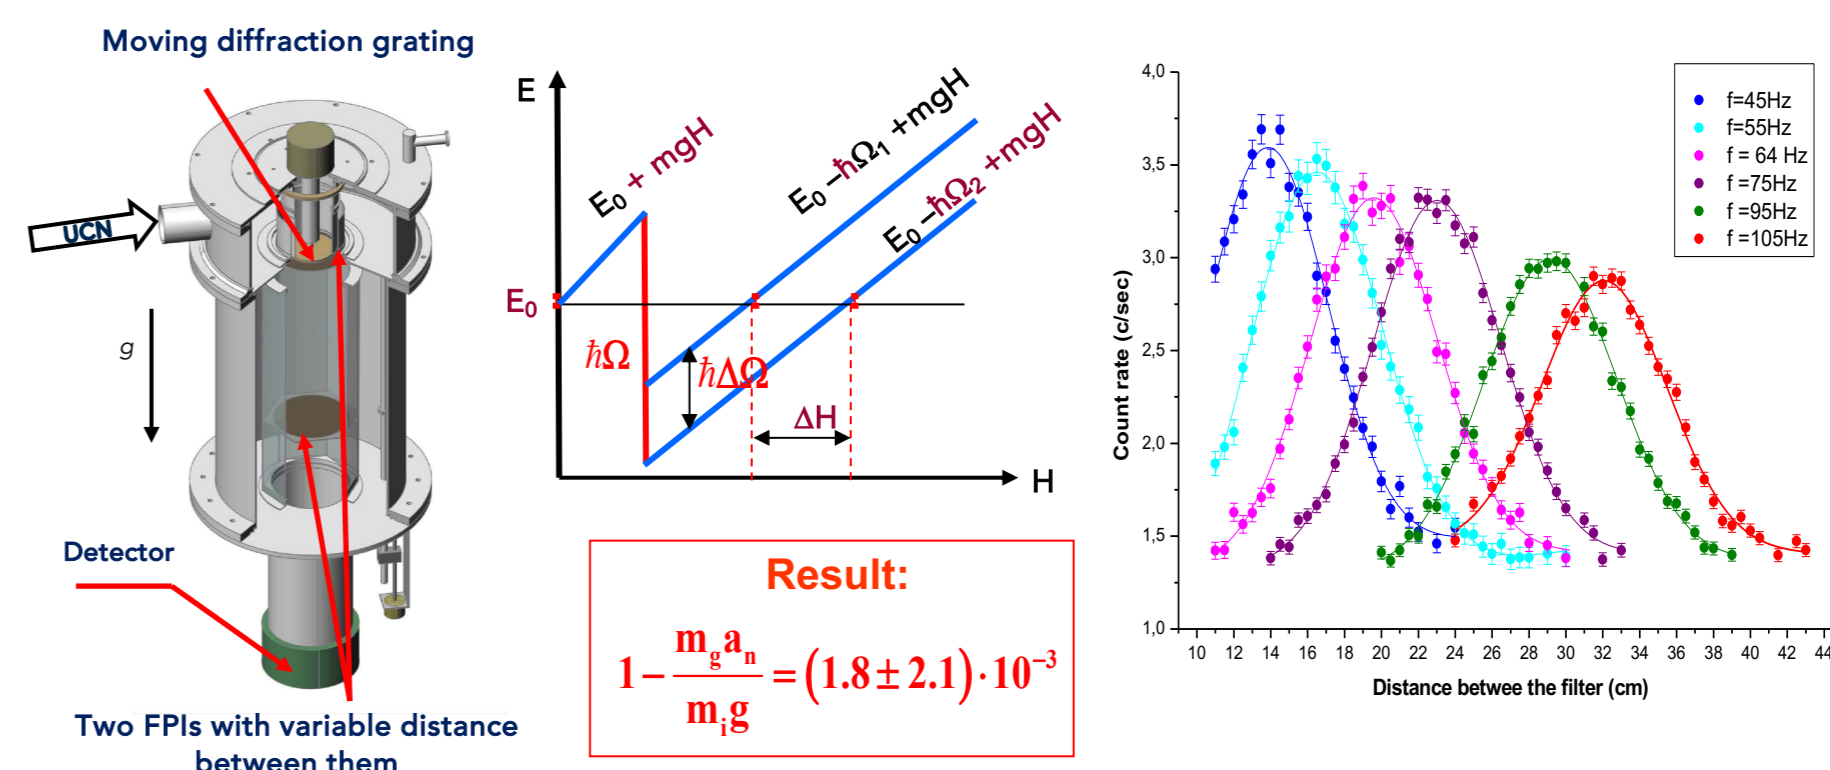 Moving diffraction grating
UCN
g
Detector
Two FPIs with variable distance
between them
E
E₀ + mgH
E₀ –ħΩ₁ +mgH
E₀ –ħΩ₂ +mgH
E₀
ħΩ
ħΔΩ
ΔH
H
Result:
1 − (m_g a_n)/(m_i g) = (1.8 ± 2.1)·10⁻³
4,0
3,5
3,0
2,5
2,0
1,5
1,0
Count rate (c/sec)
f=45Hz
f=55Hz
f = 64 Hz
f =75Hz
f =95Hz
f =105Hz
10 12 14 16 18 20 22 24 26 28 30 32 34 36 38 40 42 44
Distance betwee the filter (cm)